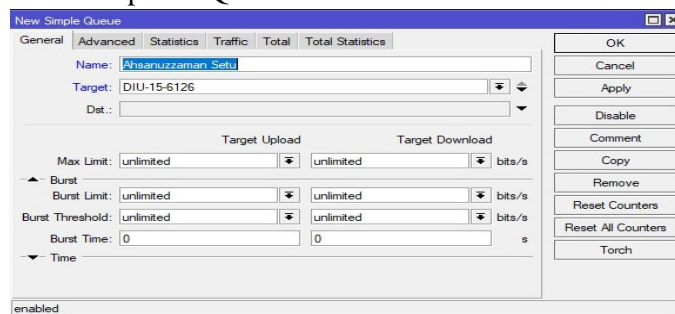 New Simple Queue
General Advanced Statistics Traffic Total Total Statistics
Name: Ahsanuzzaman Setu
Target: DIU-15-6126
Dst.:
Target Upload Target Download
Max Limit: unlimited unlimited bits/s
Burst
Burst Limit: unlimited unlimited bits/s
Burst Threshold: unlimited unlimited bits/s
Burst Time: 0 0 s
Time
enabled
OK
Cancel
Apply
Disable
Comment
Copy
Remove
Reset Counters
Reset All Counters
Torch